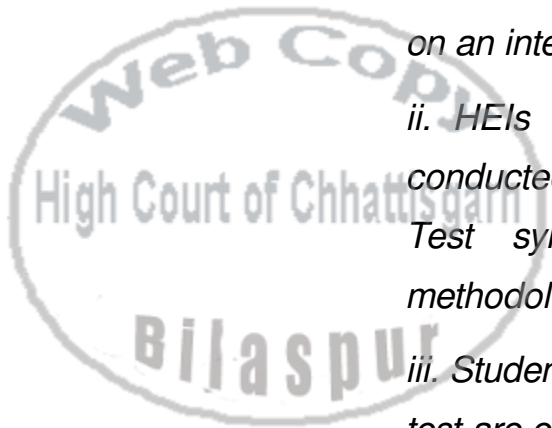 Web Copy
High Court of Chhattisgarh
Bilaspur
on an inte
ii. HEIs
conducted
Test syl
methodol
iii. Studen
test are e